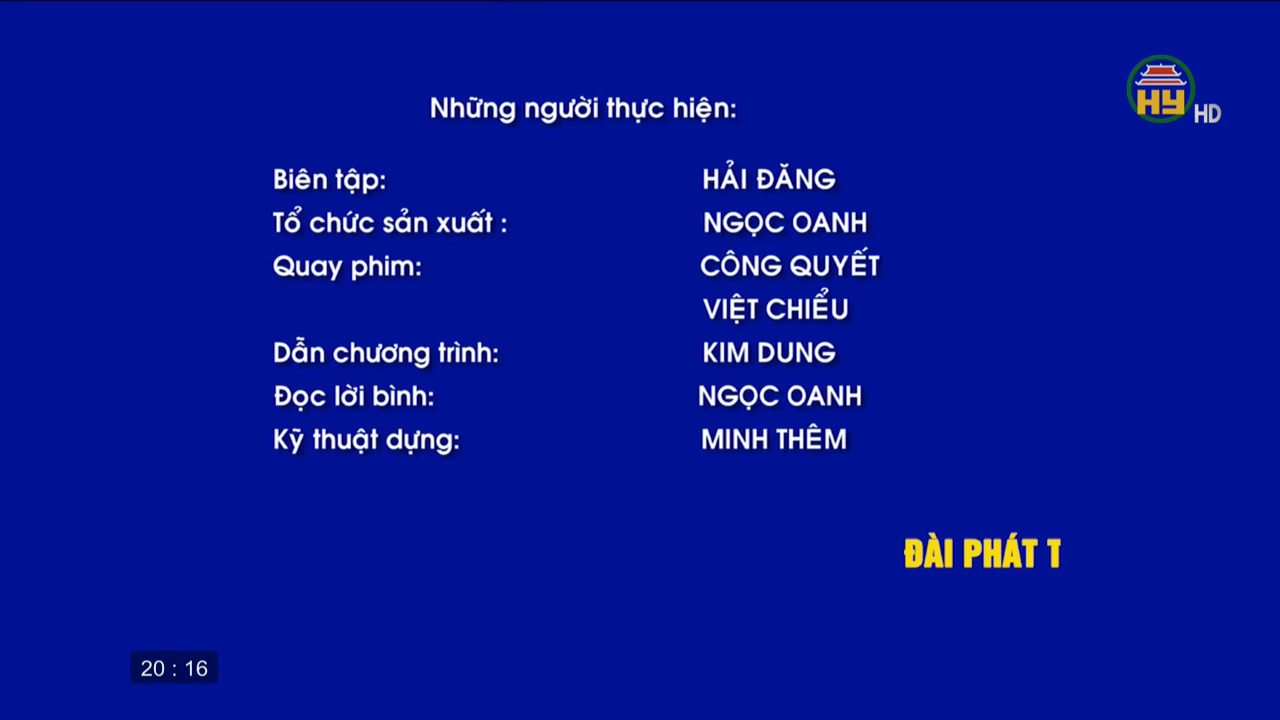 HY HD
Những người thực hiện:
Biên tập: HẢI ĐĂNG
Tổ chức sản xuất : NGỌC OANH
Quay phim: CÔNG QUYẾT
VIỆT CHIỂU
Dẫn chương trình: KIM DUNG
Đọc lời bình: NGỌC OANH
Kỹ thuật dựng: MINH THÊM
ĐÀI PHÁT T
20 : 16